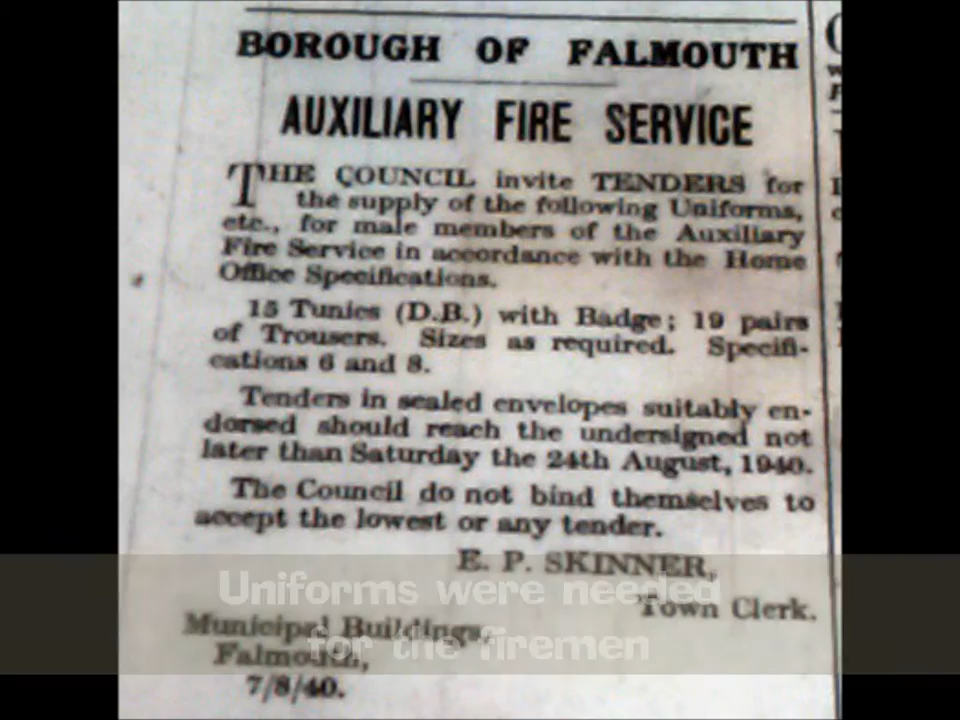 BOROUGH OF FALMOUTH
AUXILIARY FIRE SERVICE
THE COUNCIL invite TENDERS for
the supply of the following Uniforms,
etc., for male members of the Auxiliary
Fire Service in accordance with the Home
Office Specifications.
15 Tunics (D.B.) with Badge; 19 pairs
of Trousers. Sizes as required. Specifi-
cations 6 and 8.
Tenders in sealed envelopes suitably en-
dorsed should reach the undersigned not
later than Saturday the 24th August, 1940.
The Council do not bind themselves to
accept the lowest or any tender.
E. P. SKINNER,
Town Clerk.
Municipal Buildings,
Falmouth,
7/8/40.
Uniforms were needed
for the firemen